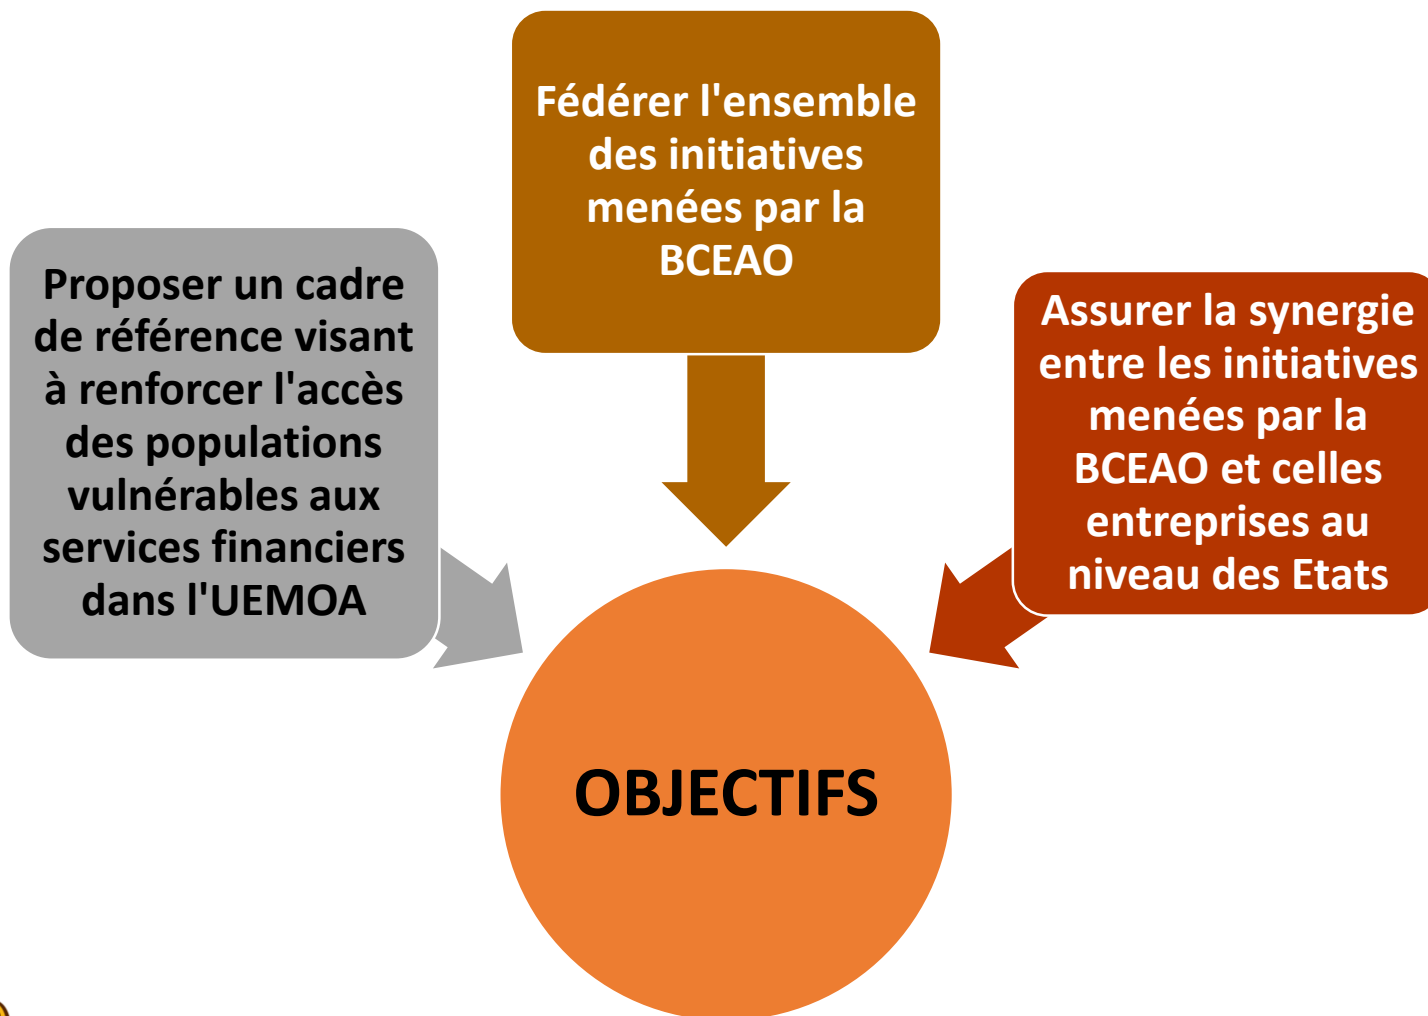 Proposer un cadre
de référence visant
à renforcer l'accès
des populations
vulnérables aux
services financiers
dans l'UEMOA
Fédérer l'ensemble
des initiatives
menées par la
BCEAO
Assurer la synergie
entre les initiatives
menées par la
BCEAO et celles
entreprises au
niveau des Etats
OBJECTIFS